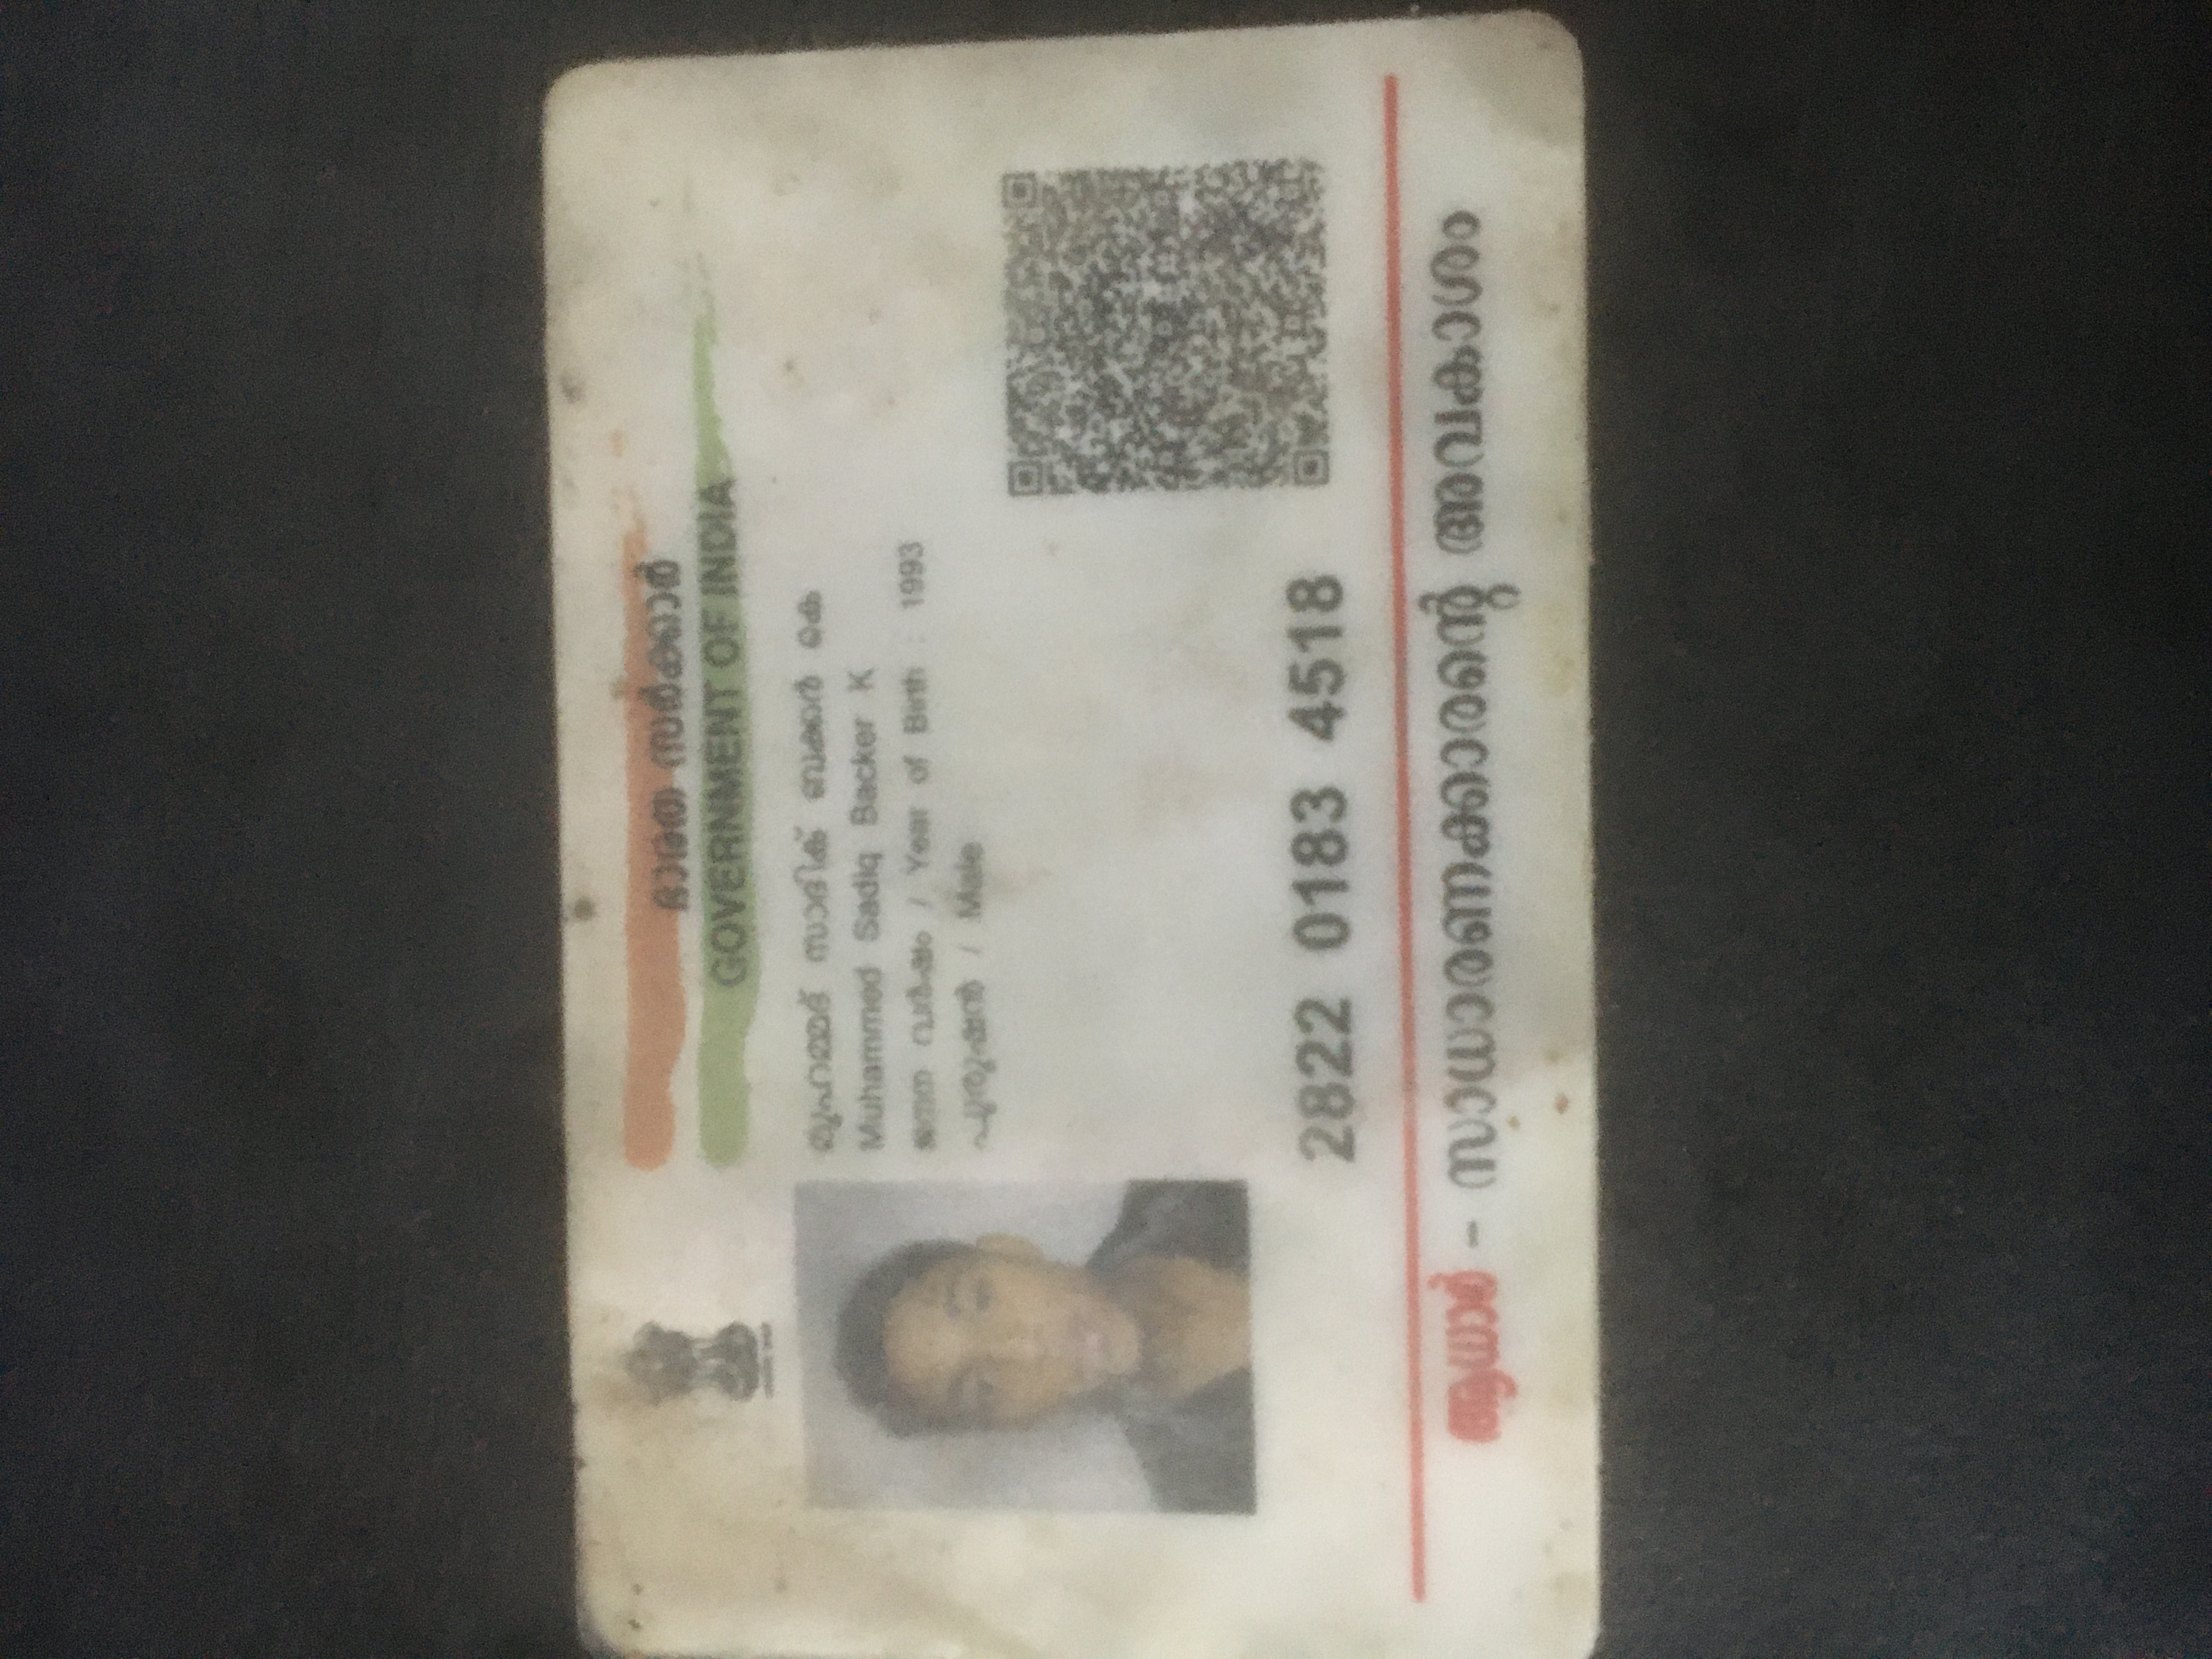 ഭാരത സർക്കാർ
GOVERNMENT OF INDIA
മുഹമ്മദ് സാദിക് ബക്കർ കെ
Muhammed Sadiq Backer K
ജനന വർഷം / Year of Birth : 1993
പുരുഷൻ / Male
2822 0183 4518
ആധാർ - സാധാരണക്കാരന്റെ അവകാശം